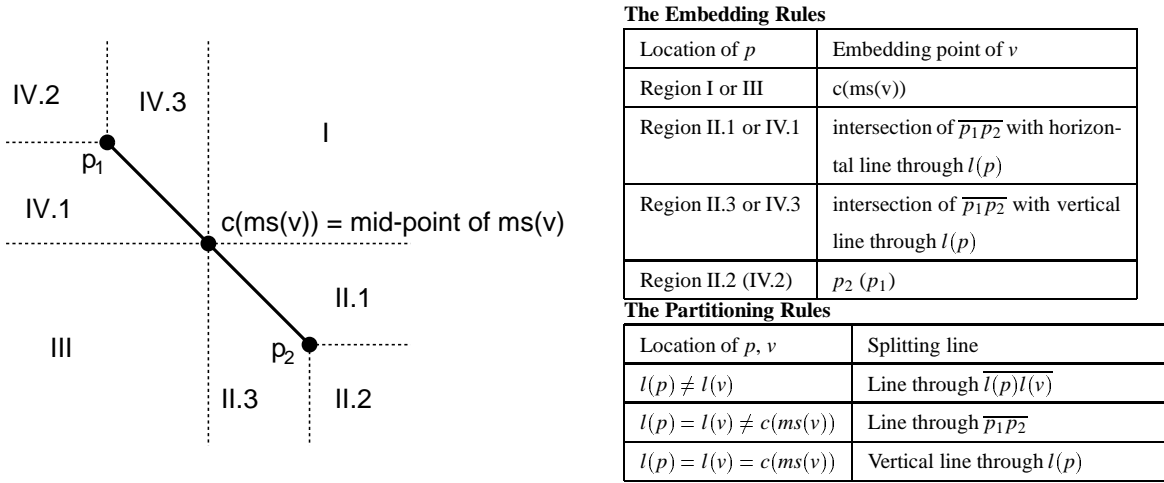 IV.2
IV.3
I
p1
IV.1
c(ms(v)) = mid-point of ms(v)
II.1
III
p2
II.3
II.2
The Embedding Rules
Location of p
Embedding point of v
Region I or III
c(ms(v))
Region II.1 or IV.1
intersection of p1p2 with horizon-
tal line through l(p)
Region II.3 or IV.3
intersection of p1p2 with vertical
line through l(p)
Region II.2 (IV.2)
p2 (p1)
The Partitioning Rules
Location of p, v
Splitting line
l(p) ≠ l(v)
Line through l(p)l(v)
l(p) = l(v) ≠ c(ms(v))
Line through p1p2
l(p) = l(v) = c(ms(v))
Vertical line through l(p)